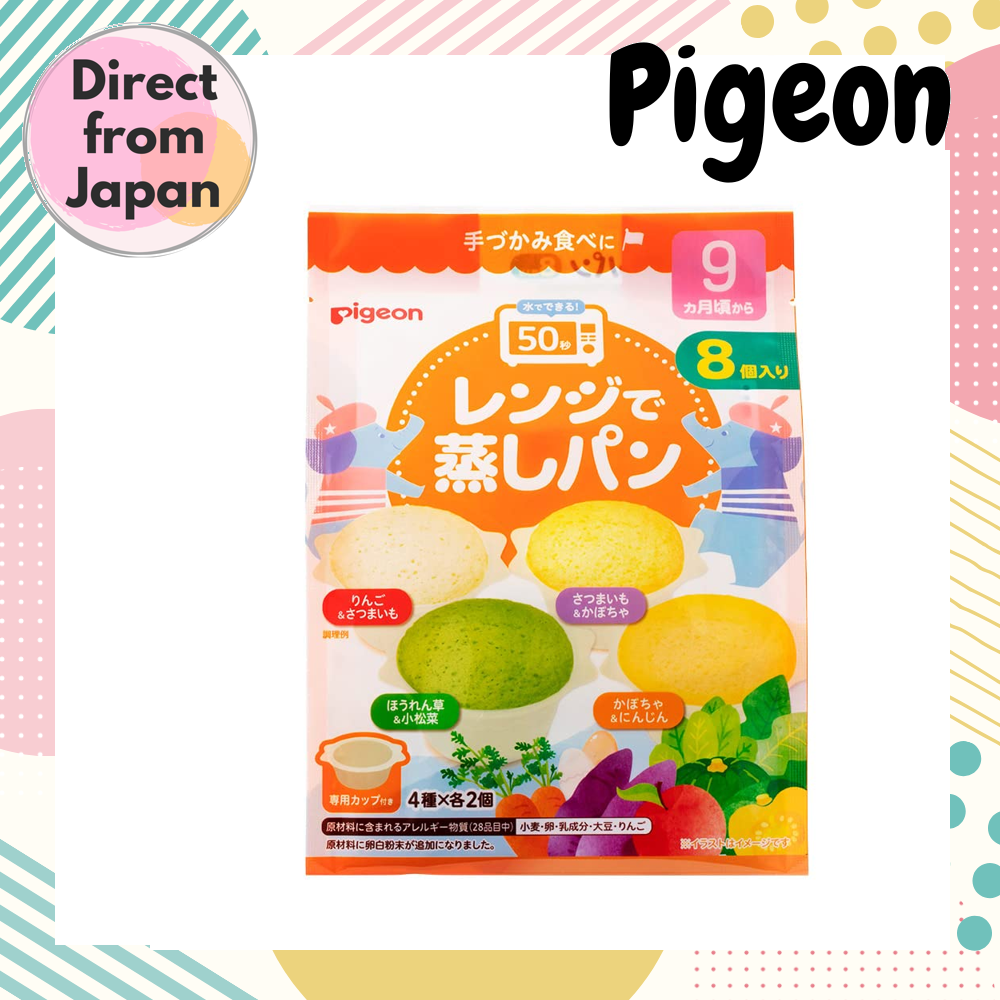 Direct
from
Japan
Pigeon
手づかみ食べに
9
カ月頃から
Pigeon
水でできる!
50秒
8個入り
レンジで
蒸しパン
りんご
&さつまいも
さつまいも
&かぼちゃ
調理例
ほうれん草
&小松菜
かぼちゃ
&にんじん
専用カップ付き
4種×各2個
原材料に含まれるアレルギー物質(28品目中) 小麦・卵・乳成分・大豆・りんご
原材料に卵白粉末が追加になりました。
※イラストはイメージです